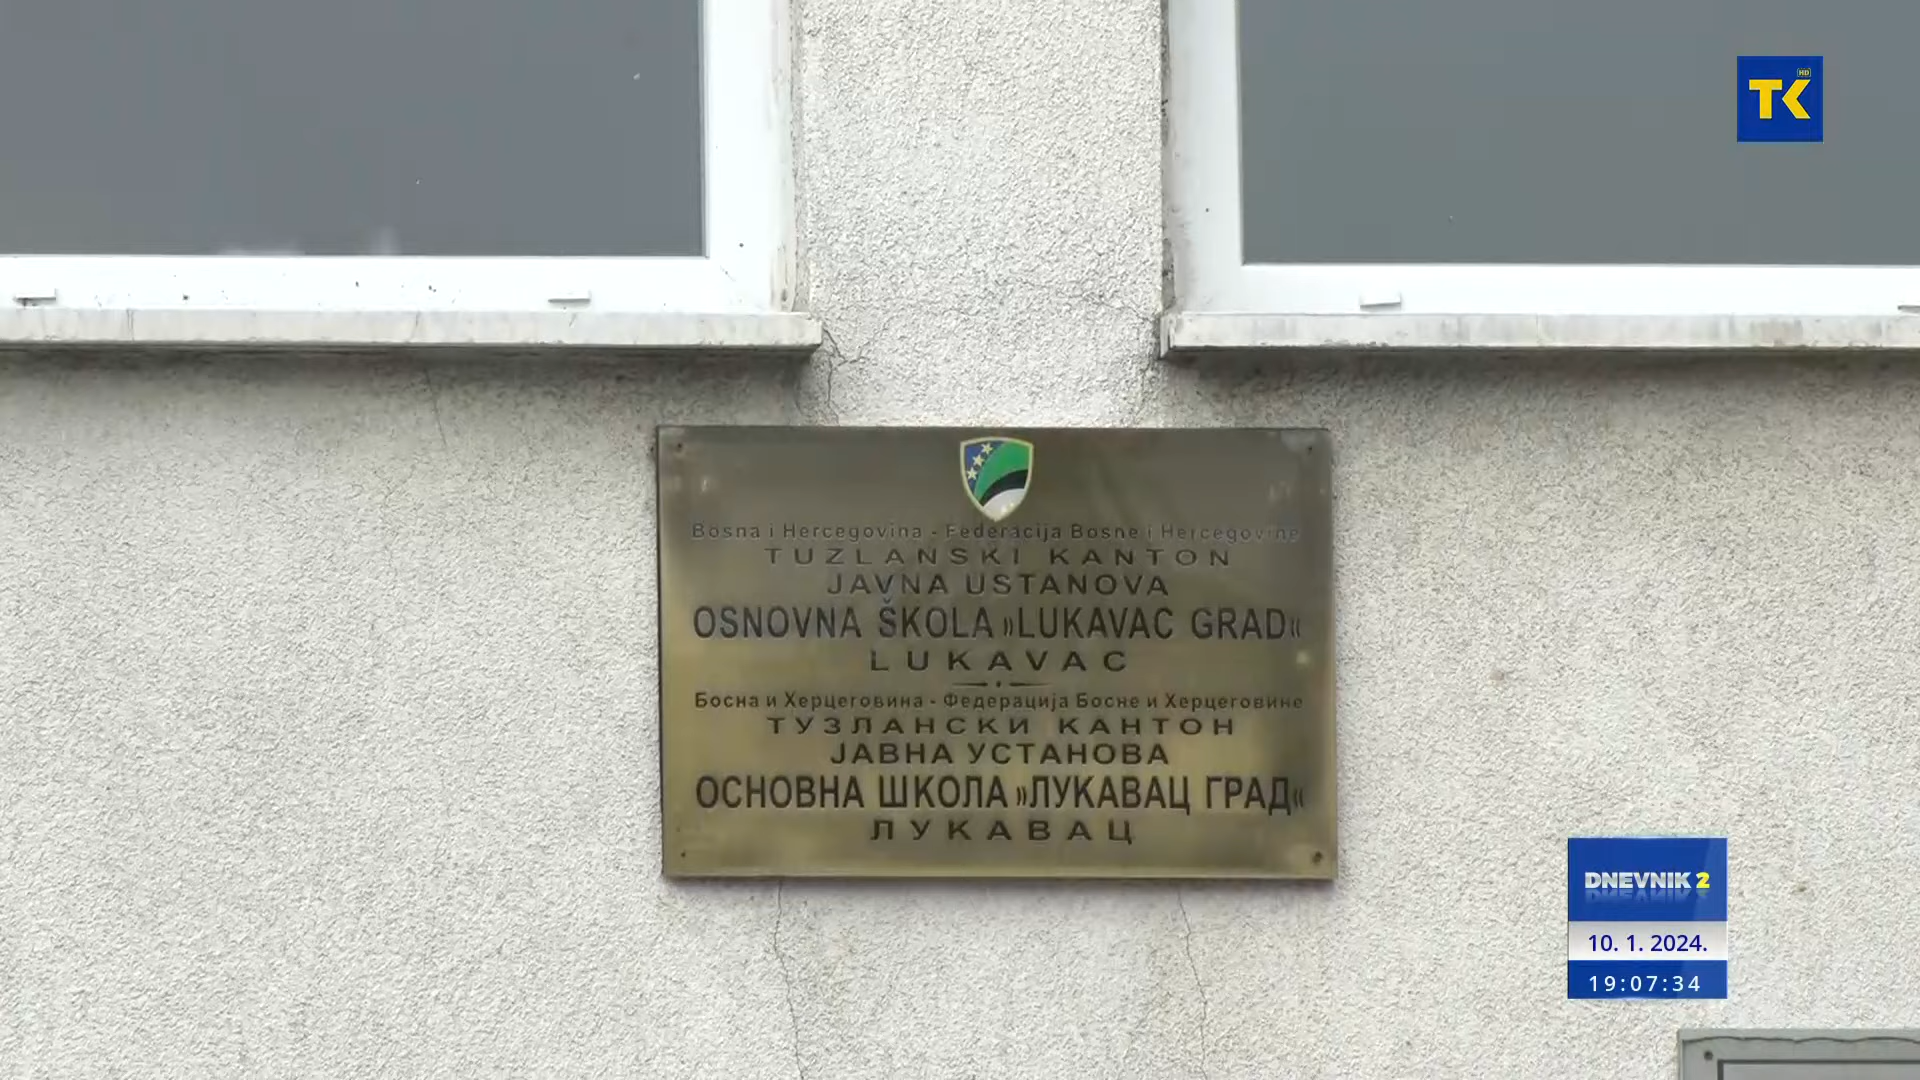 TK HD
Bosna i Hercegovina - Federacija Bosne i Hercegovine
TUZLANSKI KANTON
JAVNA USTANOVA
OSNOVNA ŠKOLA »LUKAVAC GRAD«
LUKAVAC
Босна и Херцеговина - Федерација Босне и Херцеговине
ТУЗЛАНСКИ КАНТОН
ЈАВНА УСТАНОВА
ОСНОВНА ШКОЛА »ЛУКАВАЦ ГРАД«
ЛУКАВАЦ
DNEVNIK 2
10. 1. 2024.
19:07:34